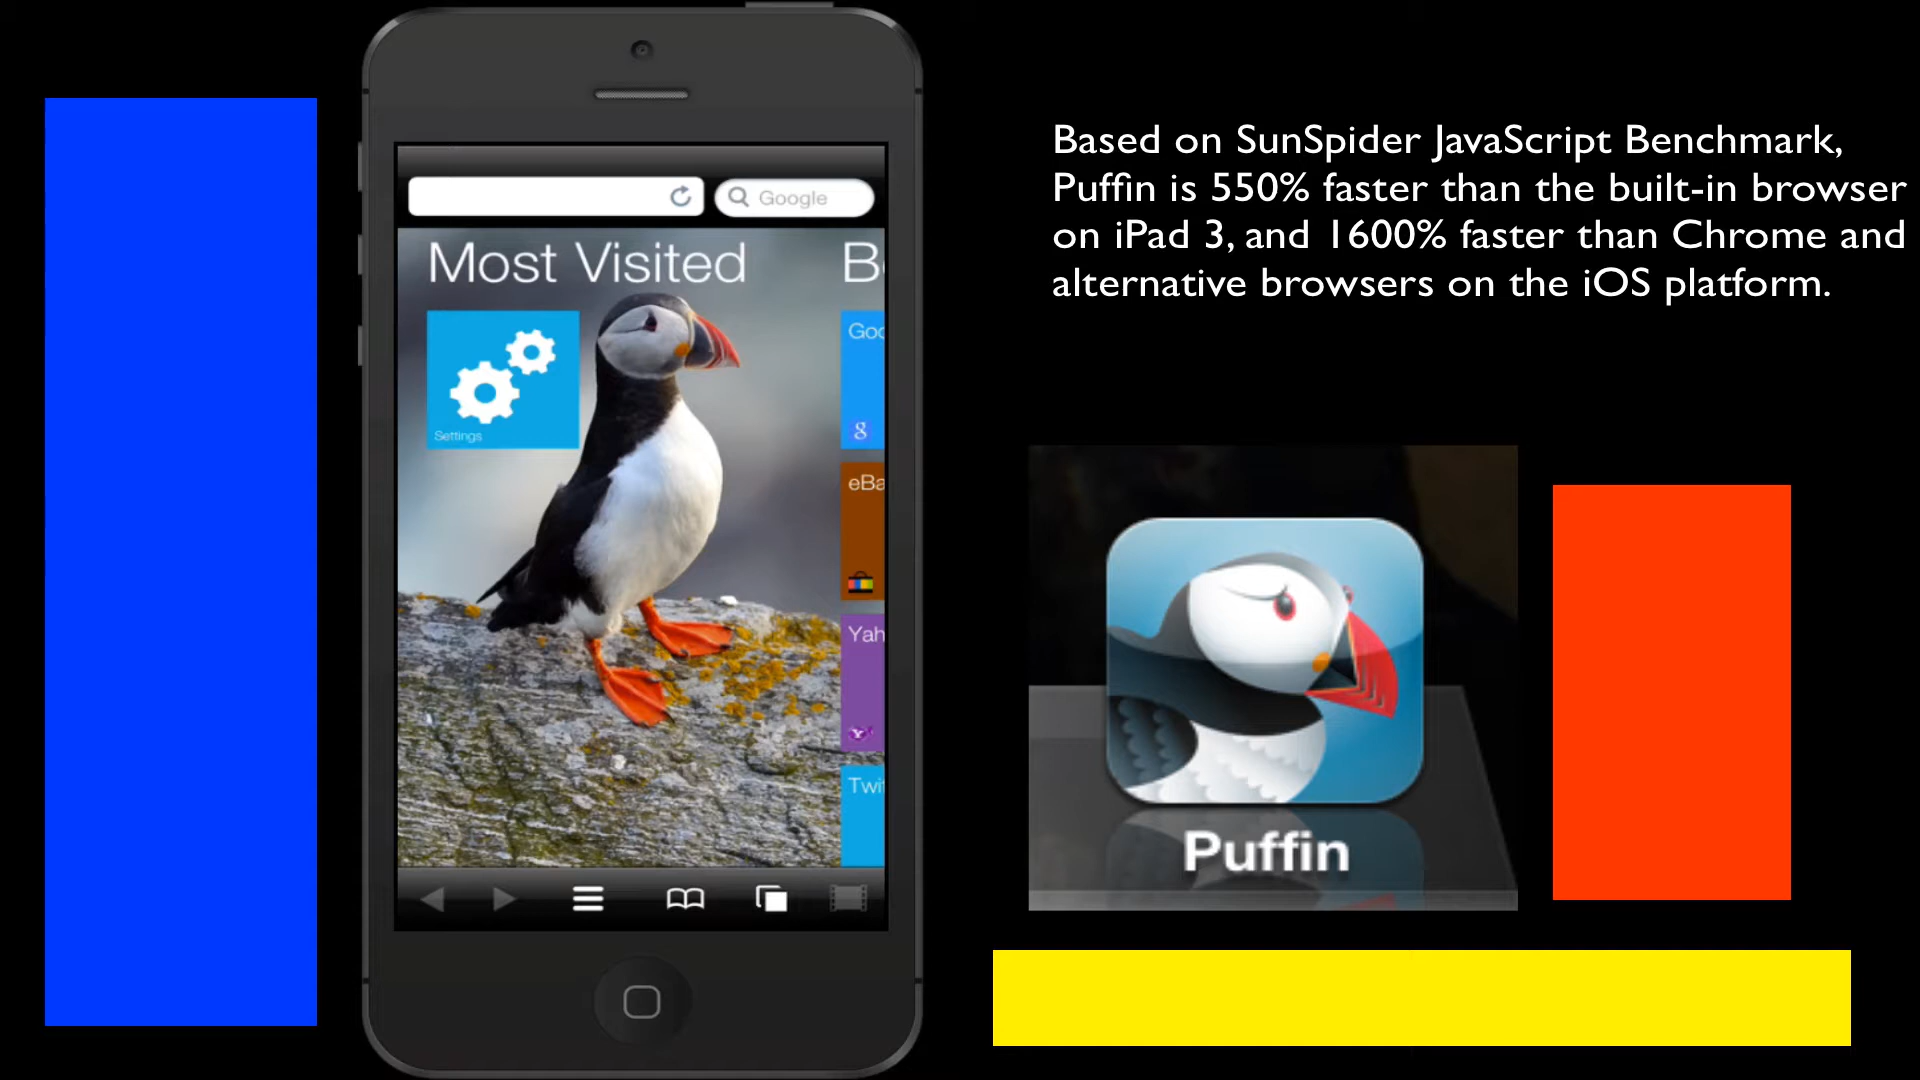 Based on SunSpider JavaScript Benchmark,
Puffin is 550% faster than the built-in browser
on iPad 3, and 1600% faster than Chrome and
alternative browsers on the iOS platform.
Google
Most Visited
Settings
Puffin